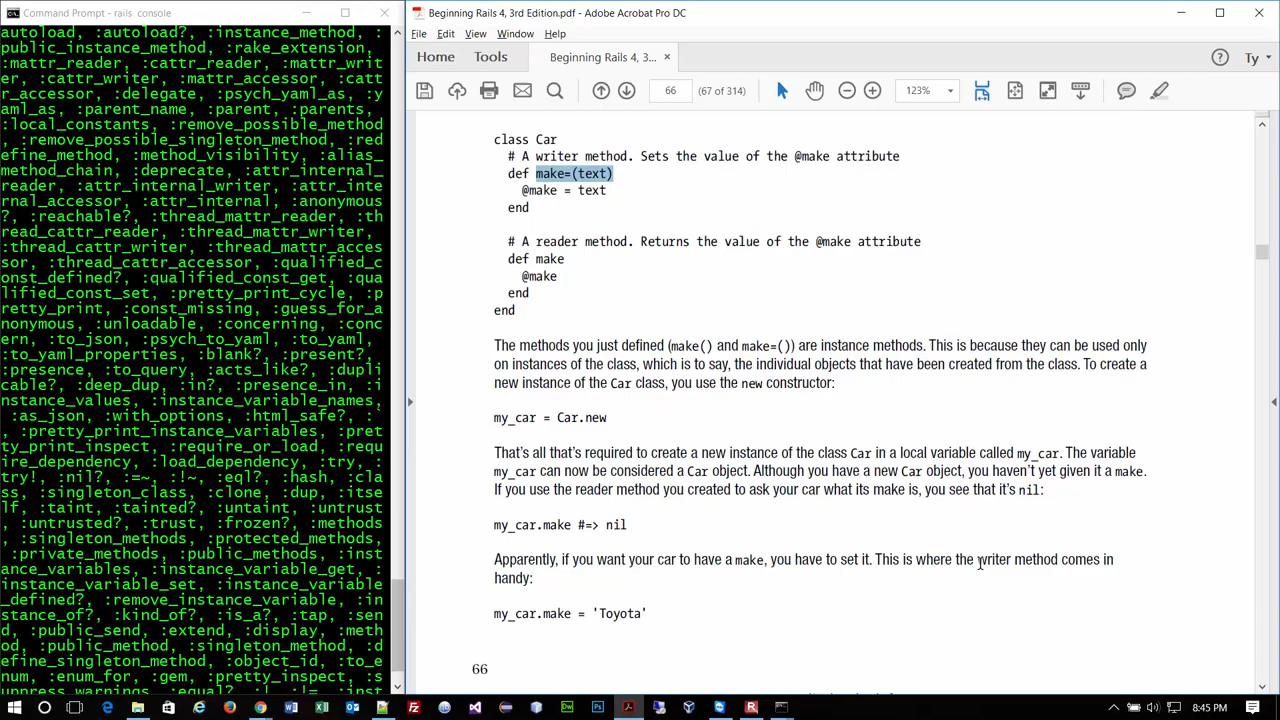 Command Prompt - rails  console
autoload, :autoload?, :instance_method, :
public_instance_method, :rake_extension,
:mattr_reader, :cattr_reader, :mattr_writ
er, :cattr_writer, :mattr_accessor, :catt
r_accessor, :delegate, :psych_yaml_as, :y
aml_as, :parent_name, :parent, :parents,
:local_constants, :remove_possible_method
, :remove_possible_singleton_method, :red
efine_method, :method_visibility, :alias_
method_chain, :deprecate, :attr_internal_
reader, :attr_internal_writer, :attr_inte
rnal_accessor, :attr_internal, :anonymous
?, :reachable?, :thread_mattr_reader, :th
read_cattr_reader, :thread_mattr_writer,
:thread_cattr_writer, :thread_mattr_acces
sor, :thread_cattr_accessor, :qualified_c
onst_defined?, :qualified_const_get, :qua
lified_const_set, :pretty_print_cycle, :p
retty_print, :const_missing, :guess_for_a
nonymous, :unloadable, :concerning, :conc
ern, :to_json, :psych_to_yaml, :to_yaml,
:to_yaml_properties, :blank?, :present?,
:presence, :to_query, :acts_like?, :dupli
cable?, :deep_dup, :in?, :presence_in, :i
nstance_values, :instance_variable_names,
:as_json, :with_options, :html_safe?, :`
, :pretty_print_instance_variables, :pret
ty_print_inspect, :require_or_load, :requ
ire_dependency, :load_dependency, :try, :
try!, :nil?, :=~, :!~, :eql?, :hash, :cla
ss, :singleton_class, :clone, :dup, :itse
lf, :taint, :tainted?, :untaint, :untrust
, :untrusted?, :trust, :frozen?, :methods
, :singleton_methods, :protected_methods,
:private_methods, :public_methods, :inst
ance_variables, :instance_variable_get, :
instance_variable_set, :instance_variable
_defined?, :remove_instance_variable, :in
stance_of?, :kind_of?, :is_a?, :tap, :sen
d, :public_send, :extend, :display, :meth
od, :public_method, :singleton_method, :d
efine_singleton_method, :object_id, :to_e
num, :enum_for, :gem, :pretty_inspect, :s
uppress_warnings, :equal?, :!, :!=, :inst
Beginning Rails 4, 3rd Edition.pdf - Adobe Acrobat Pro DC
File Edit View Window Help
Home Tools Beginning Rails 4, 3... × Ty
66 (67 of 314) 123%
class Car
# A writer method. Sets the value of the @make attribute
def make=(text)
@make = text
end
# A reader method. Returns the value of the @make attribute
def make
@make
end
end
The methods you just defined (make() and make=()) are instance methods. This is because they can be used only
on instances of the class, which is to say, the individual objects that have been created from the class. To create a
new instance of the Car class, you use the new constructor:
my_car = Car.new
That's all that's required to create a new instance of the class Car in a local variable called my_car. The variable
my_car can now be considered a Car object. Although you have a new Car object, you haven't yet given it a make.
If you use the reader method you created to ask your car what its make is, you see that it's nil:
my_car.make #=> nil
Apparently, if you want your car to have a make, you have to set it. This is where the writer method comes in
handy:
my_car.make = 'Toyota'
66
8:45 PM